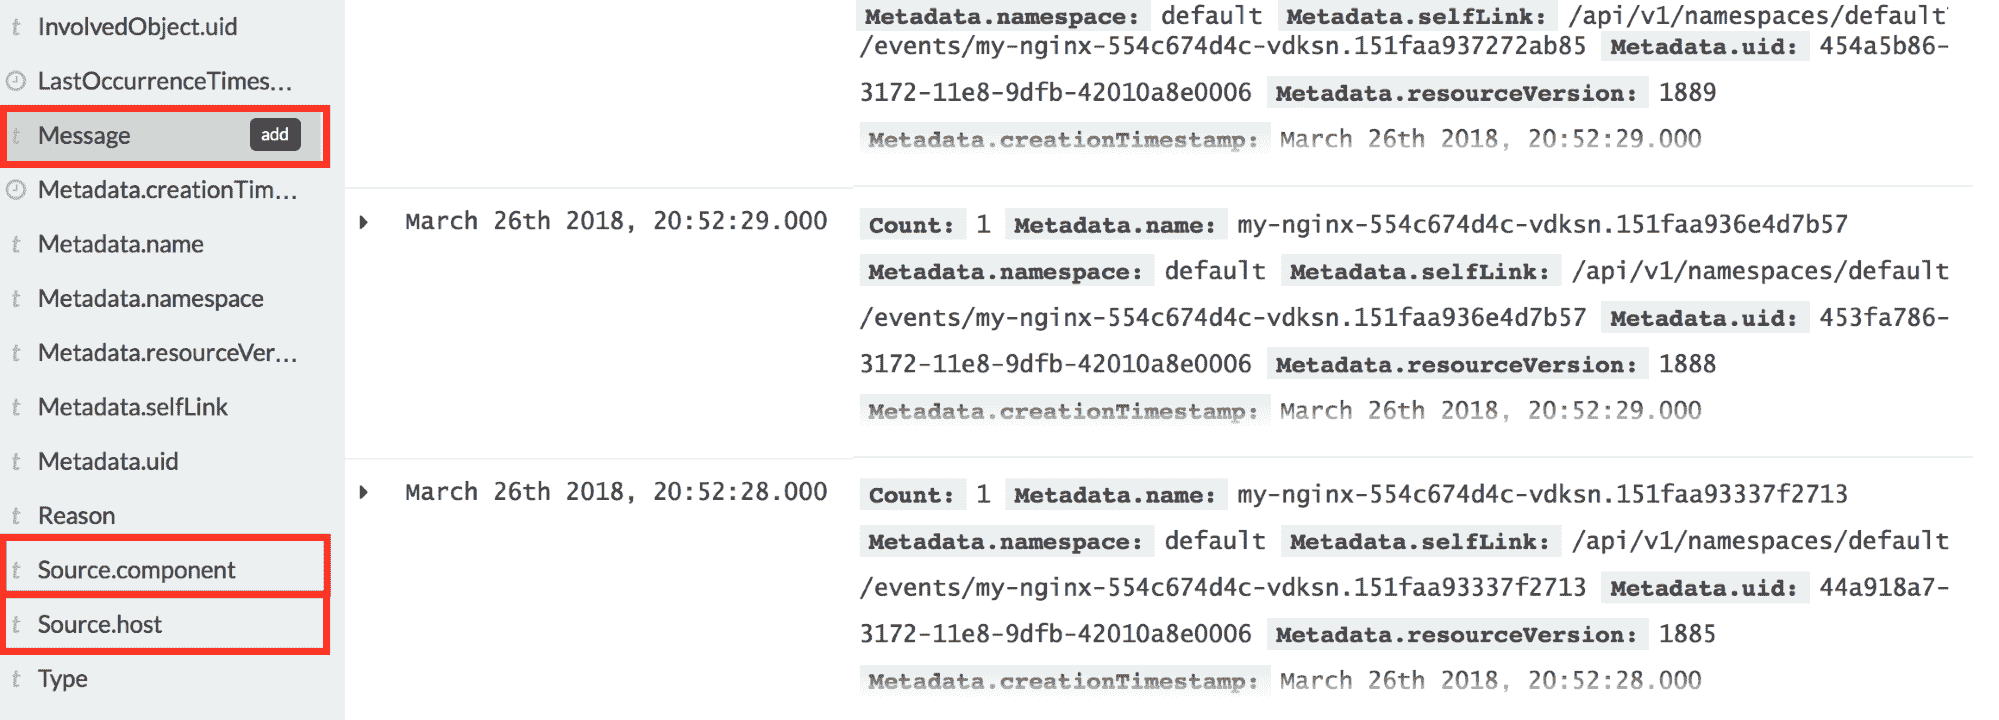 InvolvedObject.uid
LastOccurrenceTimes...
Message add
Metadata.creationTim...
Metadata.name
Metadata.namespace
Metadata.resourceVer...
Metadata.selfLink
Metadata.uid
Reason
Source.component
Source.host
Type
Metadata.namespace: default Metadata.selfLink: /api/v1/namespaces/default
/events/my-nginx-554c674d4c-vdksn.151faa937272ab85 Metadata.uid: 454a5b86-
3172-11e8-9dfb-42010a8e0006 Metadata.resourceVersion: 1889
Metadata.creationTimestamp: March 26th 2018, 20:52:29.000
March 26th 2018, 20:52:29.000 Count: 1 Metadata.name: my-nginx-554c674d4c-vdksn.151faa936e4d7b57
Metadata.namespace: default Metadata.selfLink: /api/v1/namespaces/default
/events/my-nginx-554c674d4c-vdksn.151faa936e4d7b57 Metadata.uid: 453fa786-
3172-11e8-9dfb-42010a8e0006 Metadata.resourceVersion: 1888
Metadata.creationTimestamp: March 26th 2018, 20:52:29.000
March 26th 2018, 20:52:28.000 Count: 1 Metadata.name: my-nginx-554c674d4c-vdksn.151faa93337f2713
Metadata.namespace: default Metadata.selfLink: /api/v1/namespaces/default
/events/my-nginx-554c674d4c-vdksn.151faa93337f2713 Metadata.uid: 44a918a7-
3172-11e8-9dfb-42010a8e0006 Metadata.resourceVersion: 1885
Metadata.creationTimestamp: March 26th 2018, 20:52:28.000